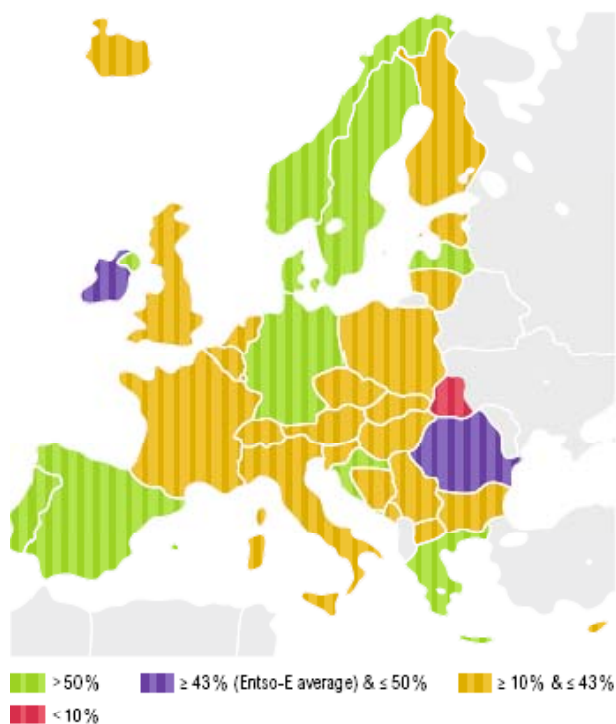 > 50 % ≥ 43 % (Entso-E average) & ≤ 50 % ≥ 10 % & ≤ 43 %
< 10 %